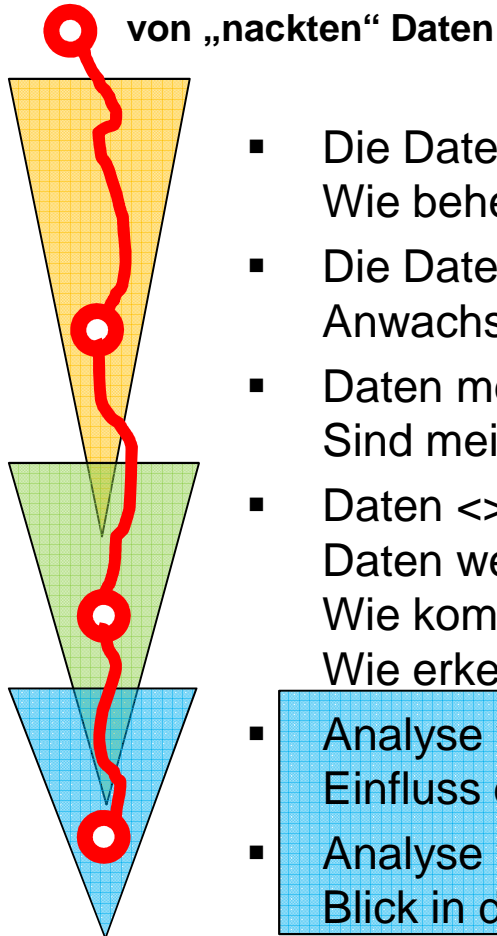 von „nackten“ Daten
Die Date
Wie behe
Die Date
Anwachs
Daten me
Sind mei
Daten <>
Daten we
Wie kom
Wie erke
Analyse
Einfluss
Analyse
Blick in d